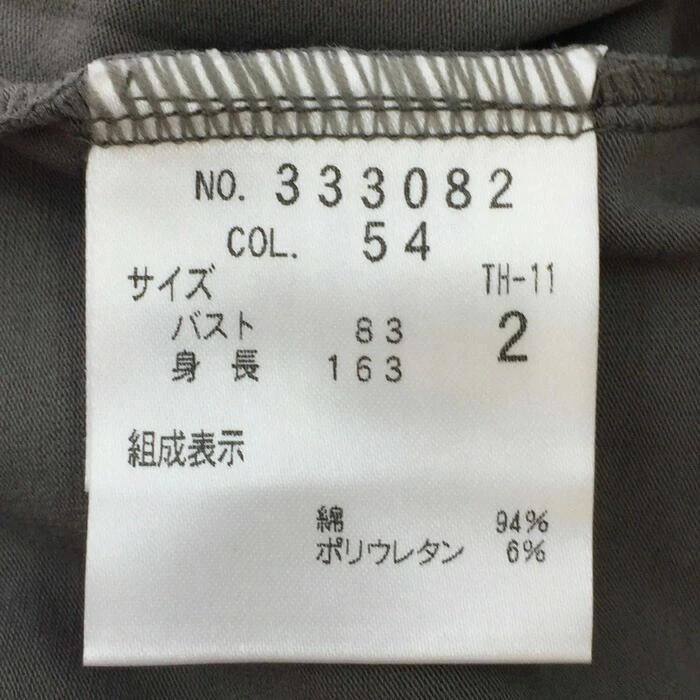 NO. 333082
COL. 54
サイズ TH-11
バスト 83 2
身長 163
組成表示
綿 94%
ポリウレタン 6%